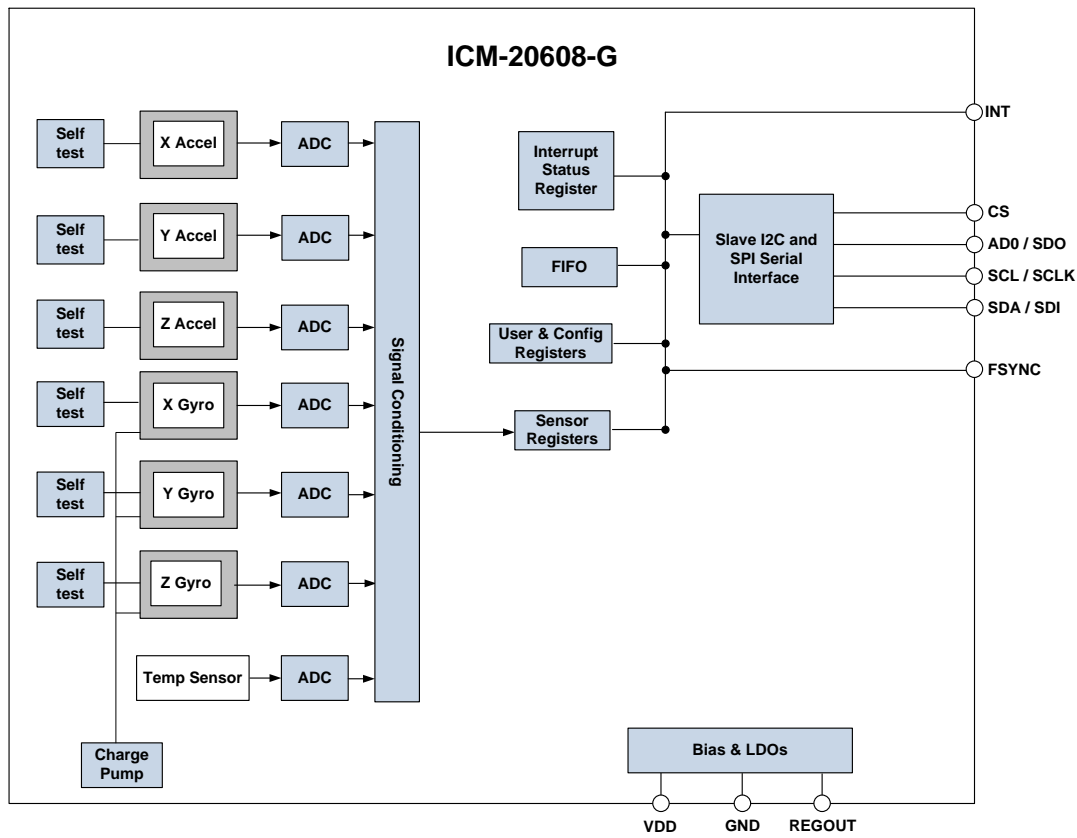 ICM-20608-G
Self
test
X Accel
ADC
Self
test
Y Accel
ADC
Self
test
Z Accel
ADC
Self
test
X Gyro
ADC
Self
test
Y Gyro
ADC
Self
test
Z Gyro
ADC
Temp Sensor
ADC
Charge
Pump
Signal Conditioning
Interrupt
Status
Register
FIFO
User & Config
Registers
Sensor
Registers
Slave I2C and
SPI Serial
Interface
INT
CS
AD0 / SDO
SCL / SCLK
SDA / SDI
FSYNC
Bias & LDOs
VDD
GND
REGOUT